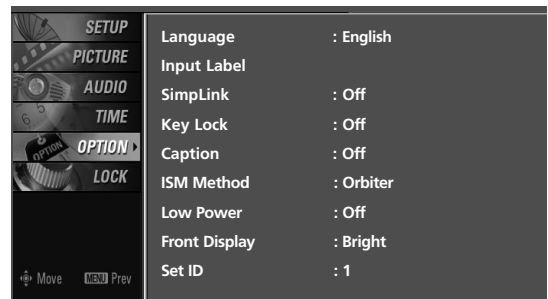 SETUP
PICTURE
AUDIO
TIME
OPTION
LOCK
Move MENU Prev
Language : English
Input Label
SimpLink : Off
Key Lock : Off
Caption : Off
ISM Method : Orbiter
Low Power : Off
Front Display : Bright
Set ID : 1